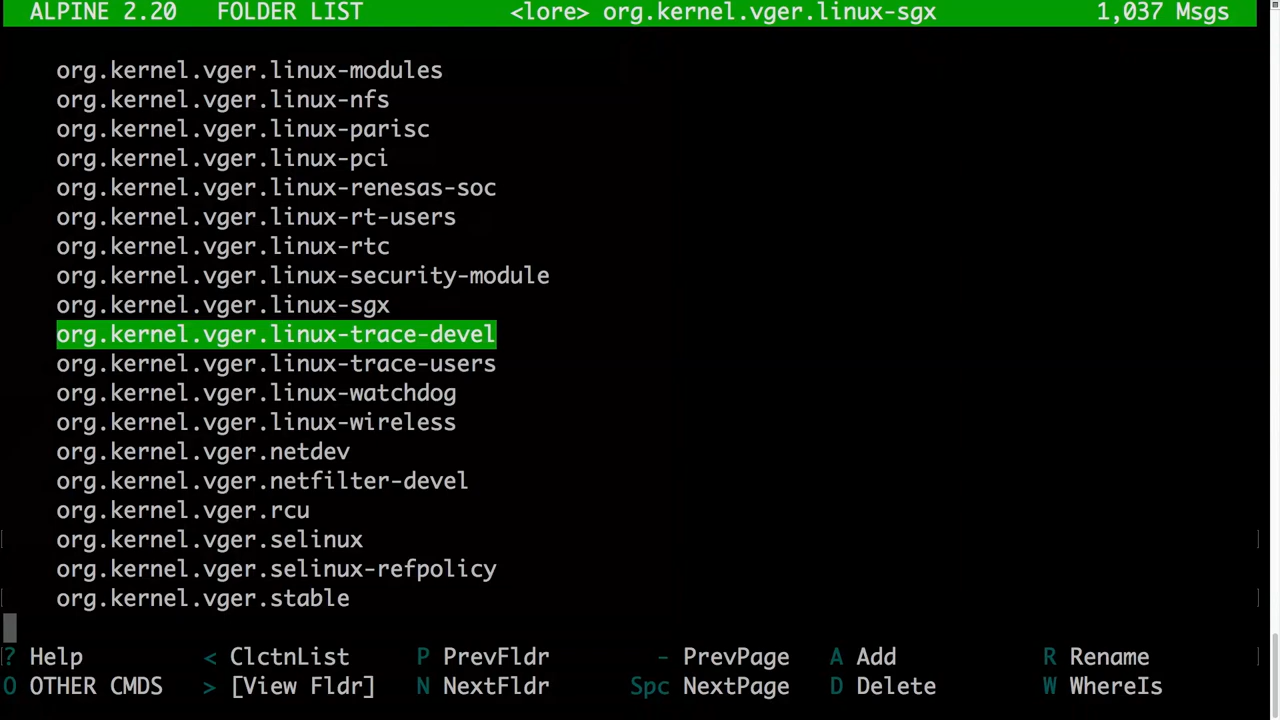 ALPINE 2.20   FOLDER LIST   <lore> org.kernel.vger.linux-sgx   1,037 Msgs
org.kernel.vger.linux-modules
org.kernel.vger.linux-nfs
org.kernel.vger.linux-parisc
org.kernel.vger.linux-pci
org.kernel.vger.linux-renesas-soc
org.kernel.vger.linux-rt-users
org.kernel.vger.linux-rtc
org.kernel.vger.linux-security-module
org.kernel.vger.linux-sgx
org.kernel.vger.linux-trace-devel
org.kernel.vger.linux-trace-users
org.kernel.vger.linux-watchdog
org.kernel.vger.linux-wireless
org.kernel.vger.netdev
org.kernel.vger.netfilter-devel
org.kernel.vger.rcu
org.kernel.vger.selinux
org.kernel.vger.selinux-refpolicy
org.kernel.vger.stable
? Help   < ClctnList   P PrevFldr   - PrevPage   A Add   R Rename
O OTHER CMDS   > [View Fldr]   N NextFldr   Spc NextPage   D Delete   W WhereIs